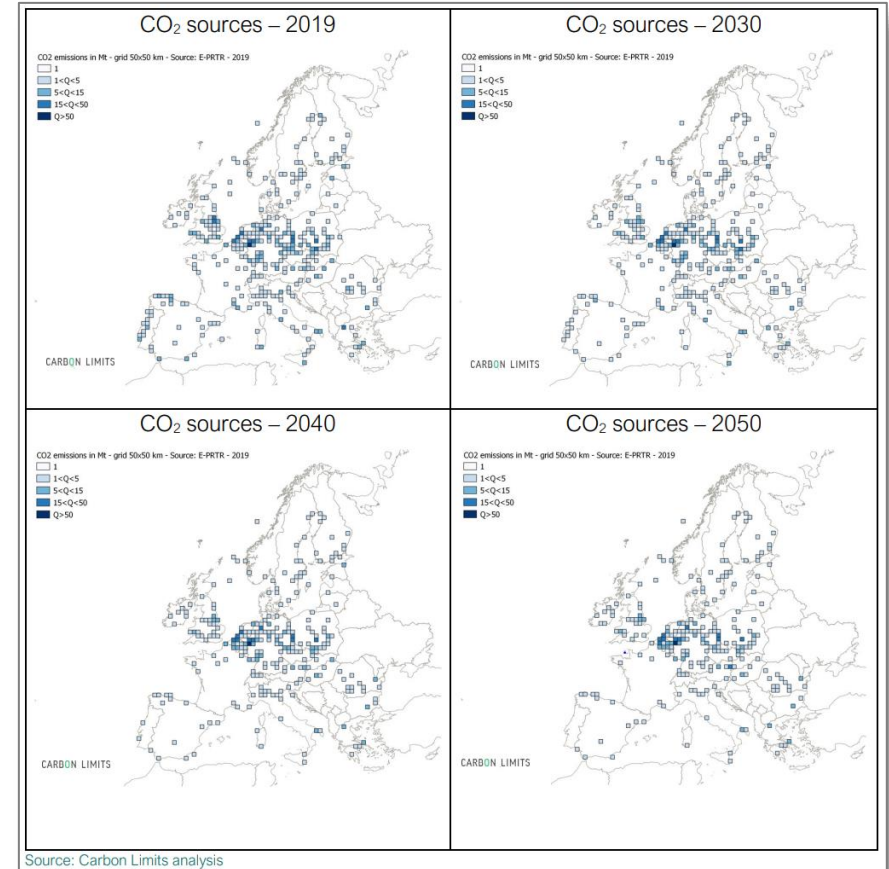 CO₂ sources – 2019
CO2 emissions in Mt - grid 50x50 km - Source: E-PRTR - 2019
1
1<Q<5
5<Q<15
15<Q<50
Q>50
CARBON LIMITS
CO₂ sources – 2030
CO2 emissions in Mt - grid 50x50 km - Source: E-PRTR - 2019
1
1<Q<5
5<Q<15
15<Q<50
Q>50
CARBON LIMITS
CO₂ sources – 2040
CO2 emissions in Mt - grid 50x50 km - Source: E-PRTR - 2019
1
1<Q<5
5<Q<15
15<Q<50
Q>50
CARBON LIMITS
CO₂ sources – 2050
CO2 emissions in Mt - grid 50x50 km - Source: E-PRTR - 2019
1
1<Q<5
5<Q<15
15<Q<50
Q>50
CARBON LIMITS
Source: Carbon Limits analysis